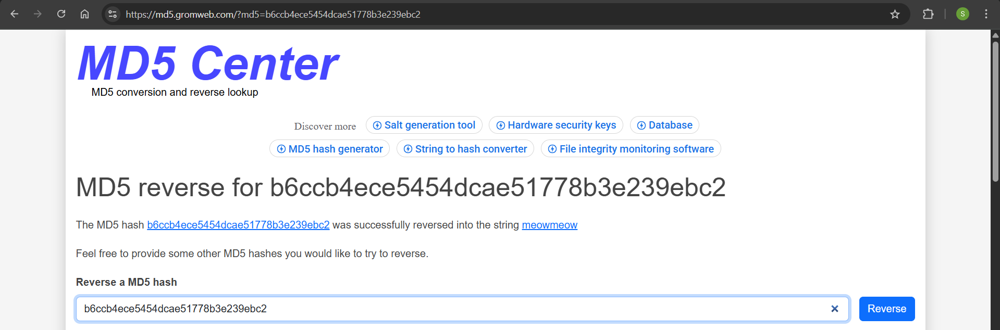 https://md5.gromweb.com/?md5=b6ccb4ece5454dcae51778b3e239ebc2
S
MD5 Center
MD5 conversion and reverse lookup
Discover more Salt generation tool Hardware security keys Database
MD5 hash generator String to hash converter File integrity monitoring software
MD5 reverse for b6ccb4ece5454dcae51778b3e239ebc2
The MD5 hash b6ccb4ece5454dcae51778b3e239ebc2 was successfully reversed into the string meowmeow
Feel free to provide some other MD5 hashes you would like to try to reverse.
Reverse a MD5 hash
b6ccb4ece5454dcae51778b3e239ebc2 Reverse